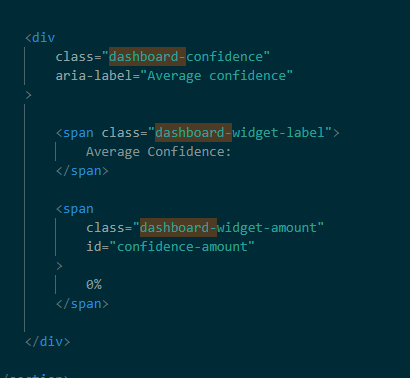 <div
class="dashboard-confidence"
aria-label="Average confidence"
>
<span class="dashboard-widget-label">
Average Confidence:
</span>
<span
class="dashboard-widget-amount"
id="confidence-amount"
>
0%
</span>
</div>